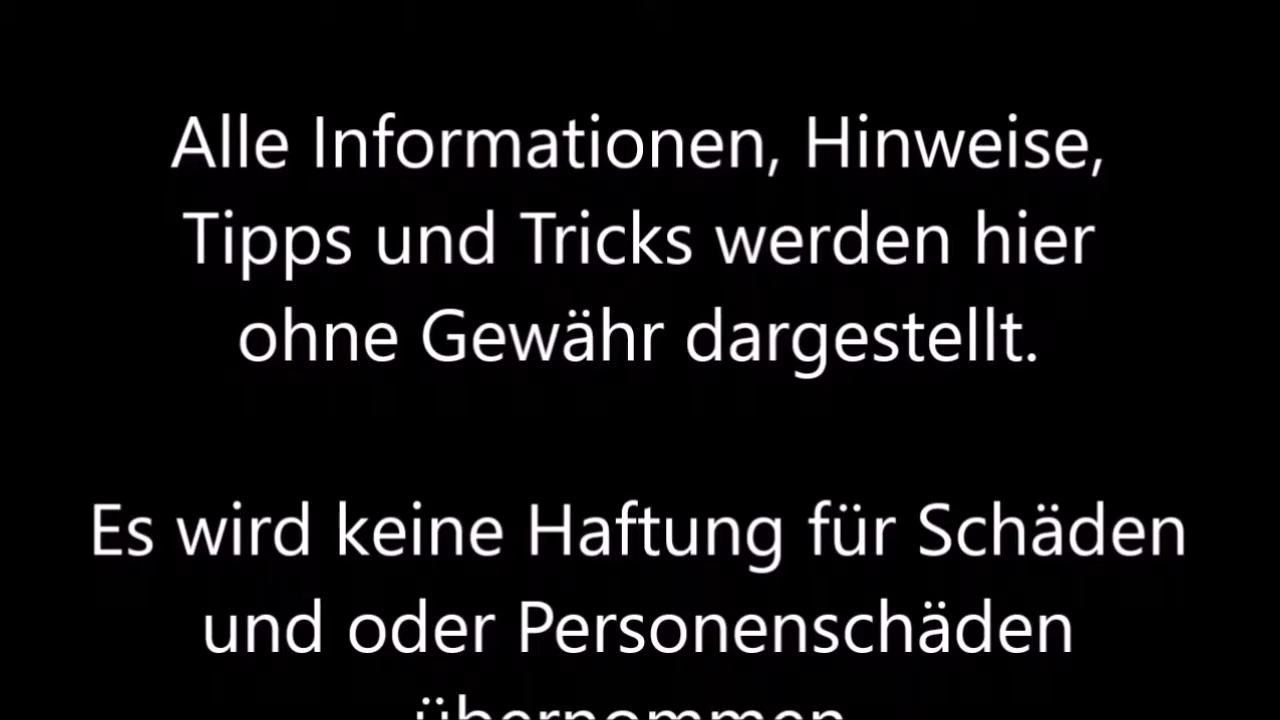 Alle Informationen, Hinweise,
Tipps und Tricks werden hier
ohne Gewähr dargestellt.
Es wird keine Haftung für Schäden
und oder Personenschäden
übernommen